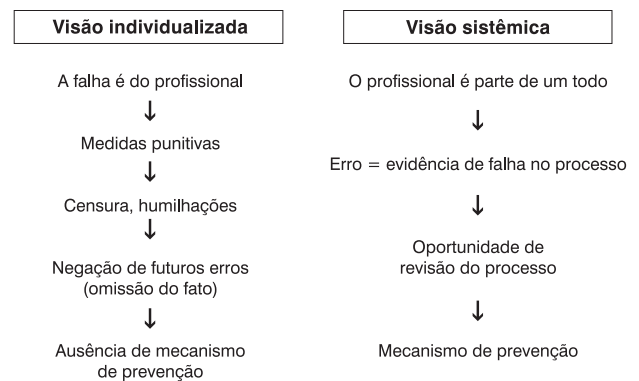 Visão individualizada
A falha é do profissional
Medidas punitivas
Censura, humilhações
Negação de futuros erros
(omissão do fato)
Ausência de mecanismo
de prevenção
Visão sistêmica
O profissional é parte de um todo
Erro = evidência de falha no processo
Oportunidade de
revisão do processo
Mecanismo de prevenção